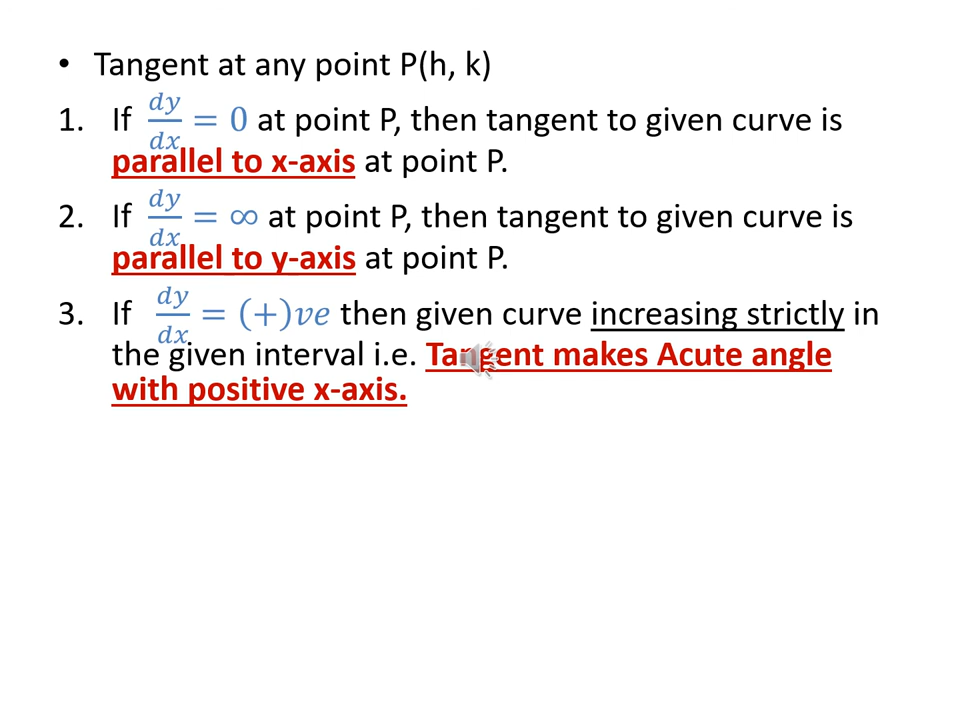 • Tangent at any point P(h, k)
1. If dy/dx = 0 at point P, then tangent to given curve is
parallel to x-axis at point P.
2. If dy/dx = ∞ at point P, then tangent to given curve is
parallel to y-axis at point P.
3. If dy/dx = (+)ve then given curve increasing strictly in
the given interval i.e. Tangent makes Acute angle
with positive x-axis.